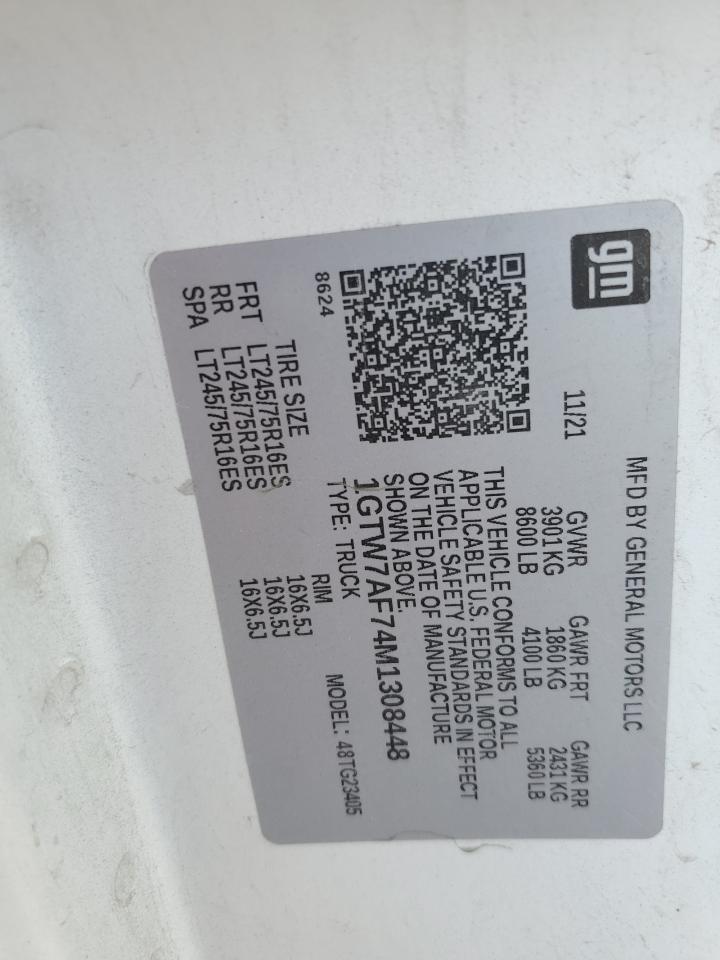 gm
MFD BY GENERAL MOTORS LLC
11/21
GVWR GAWR FRT GAWR RR
3901 KG 1860 KG 2431 KG
8600 LB 4100 LB 5360 LB
THIS VEHICLE CONFORMS TO ALL
APPLICABLE U.S. FEDERAL MOTOR
VEHICLE SAFETY STANDARDS IN EFFECT
ON THE DATE OF MANUFACTURE
SHOWN ABOVE.
1GTW7AF74M1308448
8624
TYPE: TRUCK MODEL: 48TG23405
TIRE SIZE RIM
FRT LT245/75R16ES 16X6.5J
RR LT245/75R16ES 16X6.5J
SPA LT245/75R16ES 16X6.5J